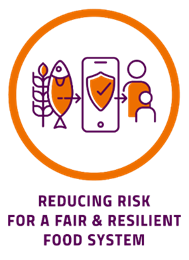 REDUCING RISK
FOR A FAIR & RESILIENT
FOOD SYSTEM